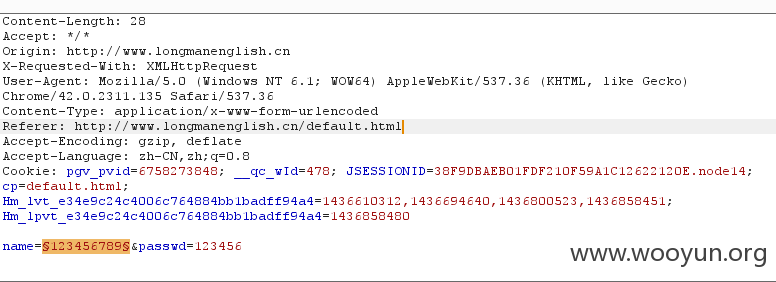 Content-Length: 28
Accept: */*
Origin: http://www.longmanenglish.cn
X-Requested-With: XMLHttpRequest
User-Agent: Mozilla/5.0 (Windows NT 6.1; WOW64) AppleWebKit/537.36 (KHTML, like Gecko)
Chrome/42.0.2311.135 Safari/537.36
Content-Type: application/x-www-form-urlencoded
Referer: http://www.longmanenglish.cn/default.html
Accept-Encoding: gzip, deflate
Accept-Language: zh-CN,zh;q=0.8
Cookie: pgv_pvid=6758273848; __qc_wId=478; JSESSIONID=38F9DBAEB01FDF210F59A1C12622120E.node14;
cp=default.html;
Hm_lvt_e34e9c24c4006c764884bb1badff94a4=1436610312,1436694640,1436800523,1436858451;
Hm_lpvt_e34e9c24c4006c764884bb1badff94a4=1436858480
name=§123456789§&passwd=123456
www.wooyun.org